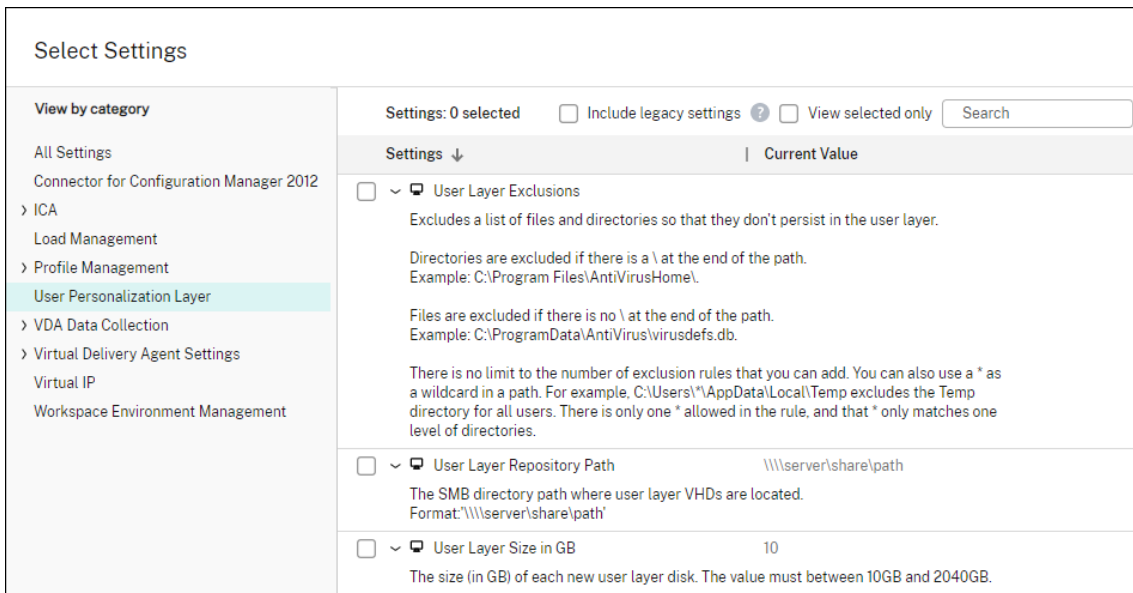 Select Settings
View by category
Settings: 0 selected
Include legacy settings
?
View selected only
Search
All Settings
Connector for Configuration Manager 2012
ICA
Load Management
Profile Management
User Personalization Layer
VDA Data Collection
Virtual Delivery Agent Settings
Virtual IP
Workspace Environment Management
Settings ↓ | Current Value
User Layer Exclusions
Excludes a list of files and directories so that they don't persist in the user layer.
Directories are excluded if there is a \ at the end of the path.
Example: C:\Program Files\AntiVirusHome\.
Files are excluded if there is no \ at the end of the path.
Example: C:\ProgramData\AntiVirus\virusdefs.db.
There is no limit to the number of exclusion rules that you can add. You can also use a * as
a wildcard in a path. For example, C:\Users\*\AppData\Local\Temp excludes the Temp
directory for all users. There is only one * allowed in the rule, and that * only matches one
level of directories.
User Layer Repository Path \\\\server\share\path
The SMB directory path where user layer VHDs are located.
Format:'\\\\server\share\path'
User Layer Size in GB 10
The size (in GB) of each new user layer disk. The value must between 10GB and 2040GB.